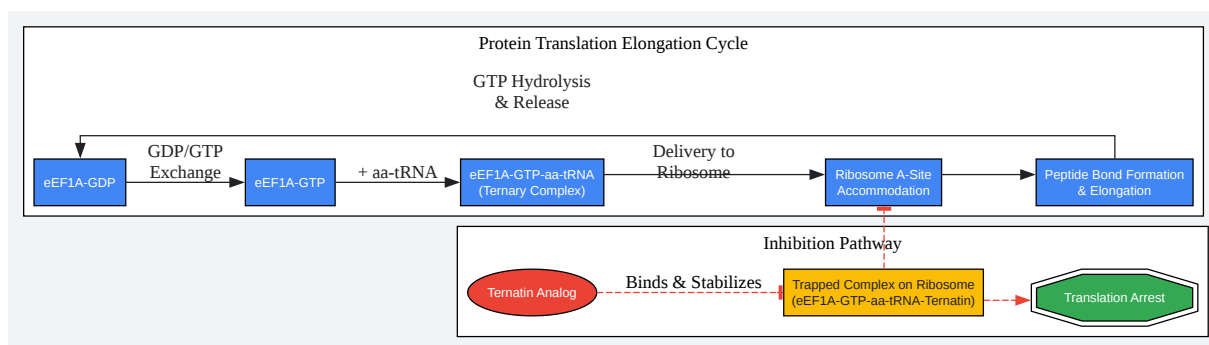 Protein Translation Elongation Cycle
GTP Hydrolysis
& Release
eEF1A-GDP
GDP/GTP
Exchange
eEF1A-GTP
+ aa-tRNA
eEF1A-GTP-aa-tRNA
(Ternary Complex)
Delivery to
Ribosome
Ribosome A-Site
Accommodation
Peptide Bond Formation
& Elongation
Inhibition Pathway
Ternatin Analog
Binds & Stabilizes
Trapped Complex on Ribosome
(eEF1A-GTP-aa-tRNA-Ternatin)
Translation Arrest